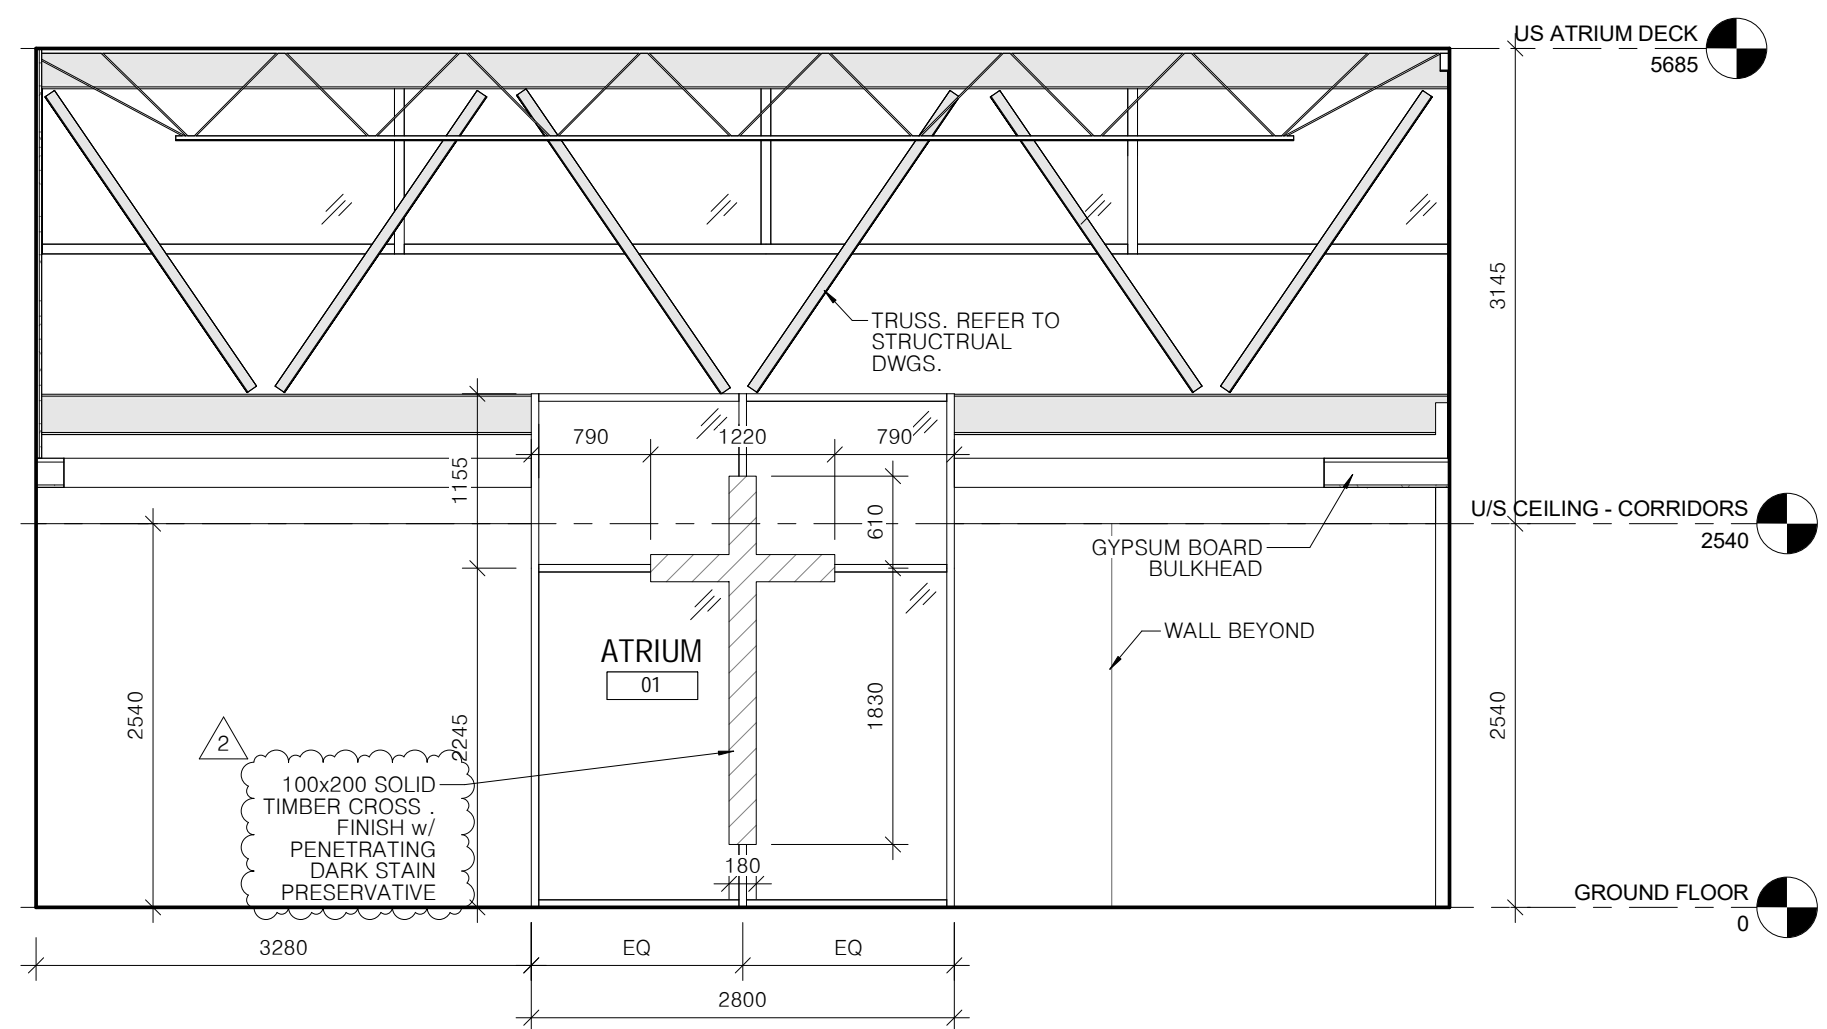 US ATRIUM DECK
5685
3145
TRUSS. REFER TO
STRUCTRUAL
DWGS.
790
1220
790
1155
610
U/S CEILING - CORRIDORS
2540
GYPSUM BOARD
BULKHEAD
WALL BEYOND
ATRIUM
01
2540
2245
1830
2540
2
100x200 SOLID
TIMBER CROSS .
FINISH w/
PENETRATING
DARK STAIN
PRESERVATIVE
180
GROUND FLOOR
0
3280
EQ
EQ
2800